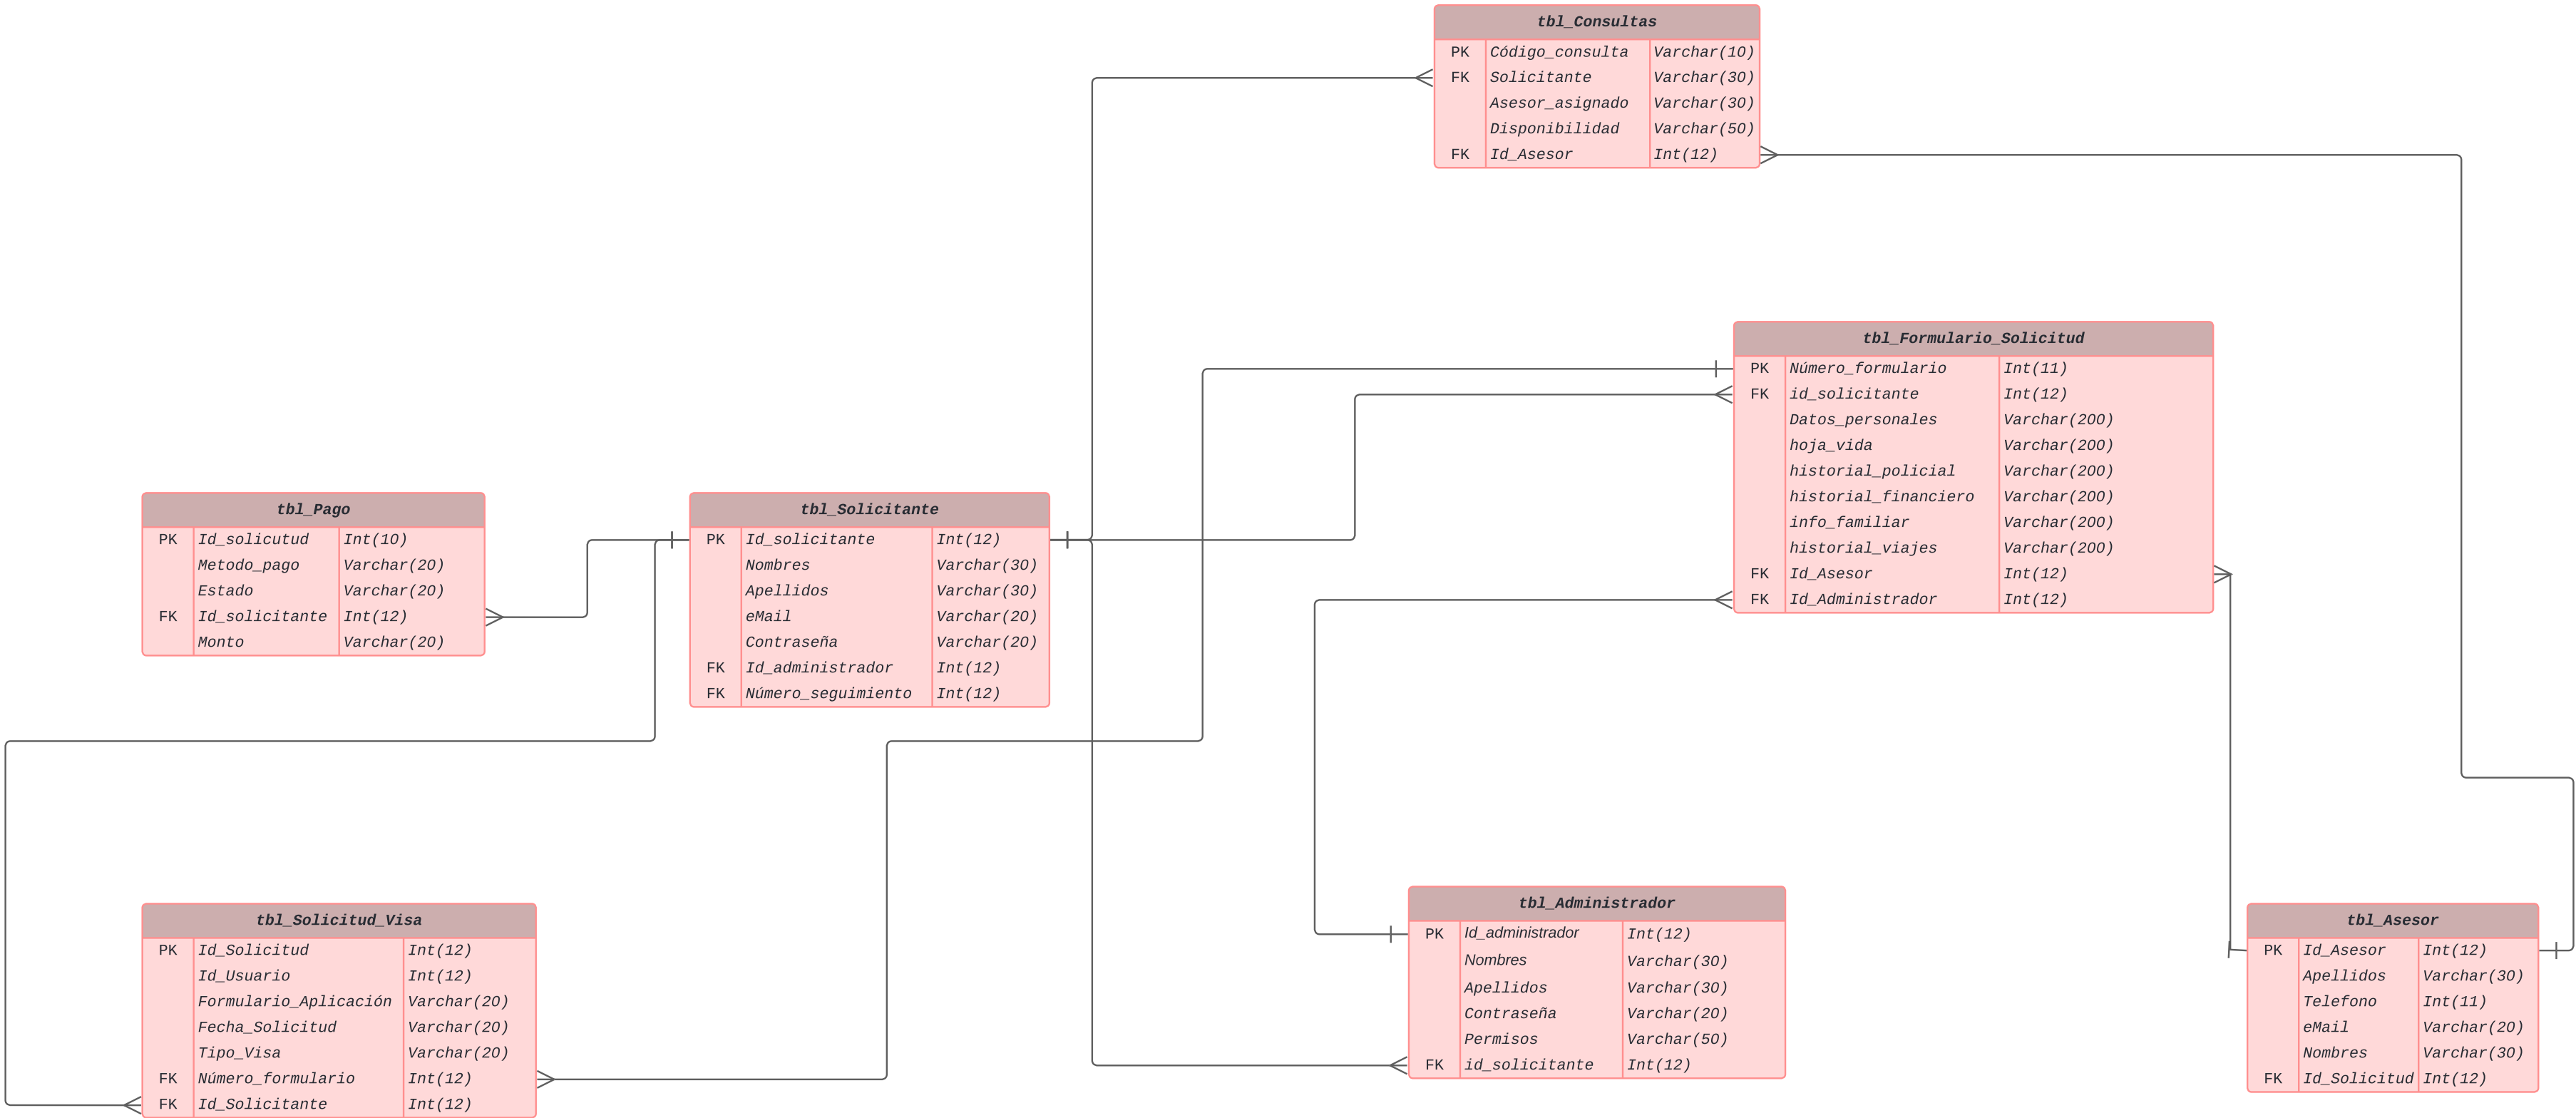 tbl_Consultas
PK Código_consulta Varchar(10)
FK Solicitante Varchar(30)
Asesor_asignado Varchar(30)
Disponibilidad Varchar(50)
FK Id_Asesor Int(12)
tbl_Formulario_Solicitud
PK Número_formulario Int(11)
FK id_solicitante Int(12)
Datos_personales Varchar(200)
hoja_vida Varchar(200)
historial_policial Varchar(200)
historial_financiero Varchar(200)
info_familiar Varchar(200)
historial_viajes Varchar(200)
FK Id_Asesor Int(12)
FK Id_Administrador Int(12)
tbl_Pago
PK Id_solicutud Int(10)
Metodo_pago Varchar(20)
Estado Varchar(20)
FK Id_solicitante Int(12)
Monto Varchar(20)
tbl_Solicitante
PK Id_solicitante Int(12)
Nombres Varchar(30)
Apellidos Varchar(30)
eMail Varchar(20)
Contraseña Varchar(20)
FK Id_administrador Int(12)
FK Número_seguimiento Int(12)
tbl_Solicitud_Visa
PK Id_Solicitud Int(12)
Id_Usuario Int(12)
Formulario_Aplicación Varchar(20)
Fecha_Solicitud Varchar(20)
Tipo_Visa Varchar(20)
FK Número_formulario Int(12)
FK Id_Solicitante Int(12)
tbl_Administrador
PK Id_administrador Int(12)
Nombres Varchar(30)
Apellidos Varchar(30)
Contraseña Varchar(20)
Permisos Varchar(50)
FK id_solicitante Int(12)
tbl_Asesor
PK Id_Asesor Int(12)
Apellidos Varchar(30)
Telefono Int(11)
eMail Varchar(20)
Nombres Varchar(30)
FK Id_Solicitud Int(12)